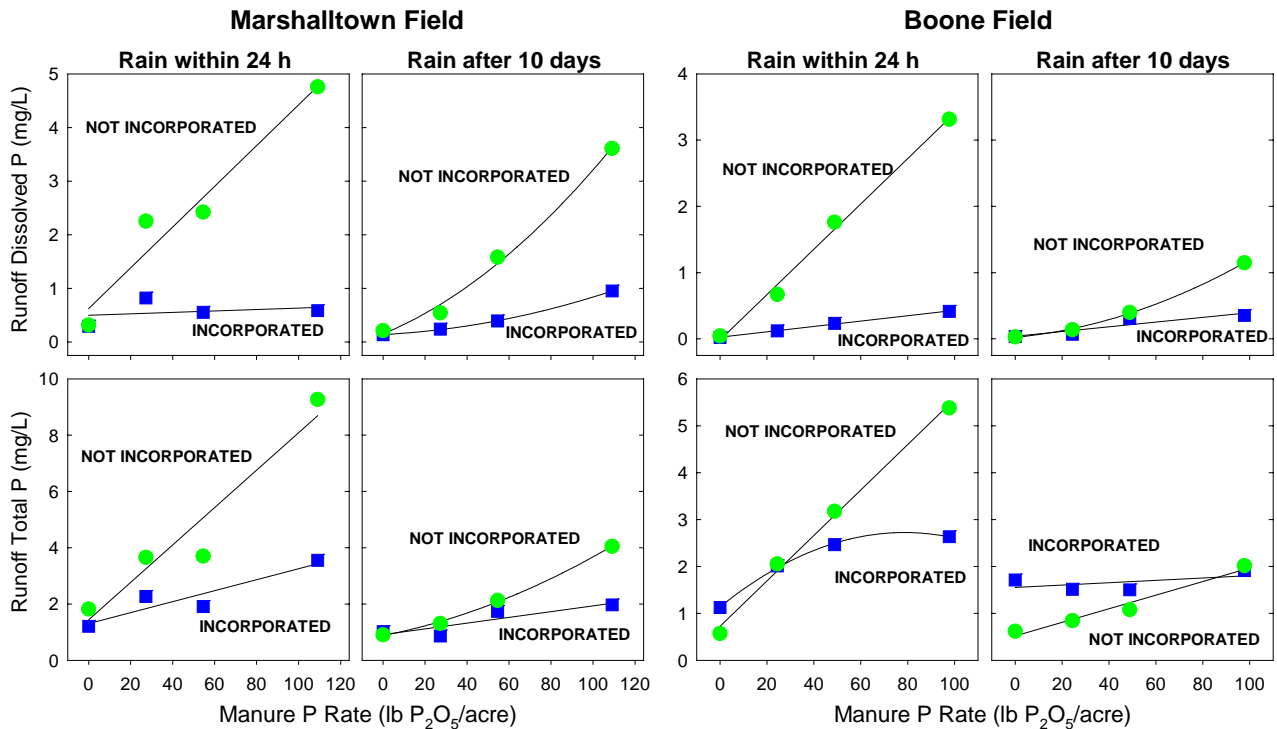 Marshalltown Field
Boone Field
Rain within 24 h
Rain after 10 days
Rain within 24 h
Rain after 10 days
Runoff Dissolved P (mg/L)
5
4
3
2
1
0
NOT INCORPORATED
INCORPORATED
NOT INCORPORATED
INCORPORATED
4
3
2
1
0
NOT INCORPORATED
INCORPORATED
NOT INCORPORATED
INCORPORATED
Runoff Total P (mg/L)
10
8
6
4
2
0
NOT INCORPORATED
INCORPORATED
NOT INCORPORATED
INCORPORATED
6
5
4
3
2
1
0
NOT INCORPORATED
INCORPORATED
INCORPORATED
NOT INCORPORATED
0 20 40 60 80 100 120
0 20 40 60 80 100 120
0 20 40 60 80 100
0 20 40 60 80 100
Manure P Rate (lb P₂O₅/acre)
Manure P Rate (lb P₂O₅/acre)